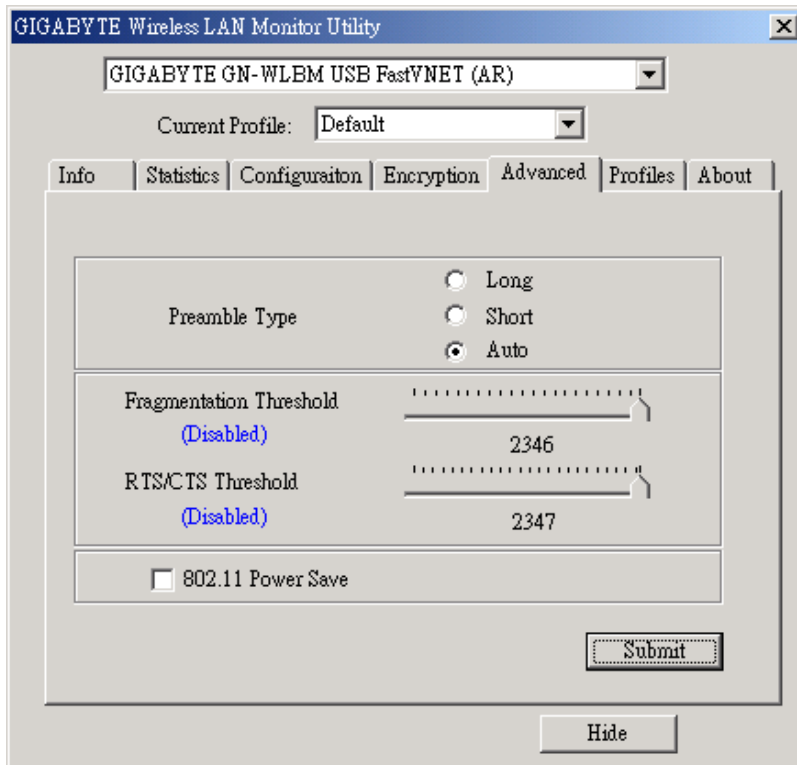 GIGABYTE Wireless LAN Monitor Utility
GIGABYTE GN-WLBM USB FastVNET (AR)
Current Profile: Default
Info Statistics Configuraiton Encryption Advanced Profiles About
Preamble Type
Long
Short
Auto
Fragmentation Threshold
(Disabled)
2346
RTS/CTS Threshold
(Disabled)
2347
802.11 Power Save
Submit
Hide